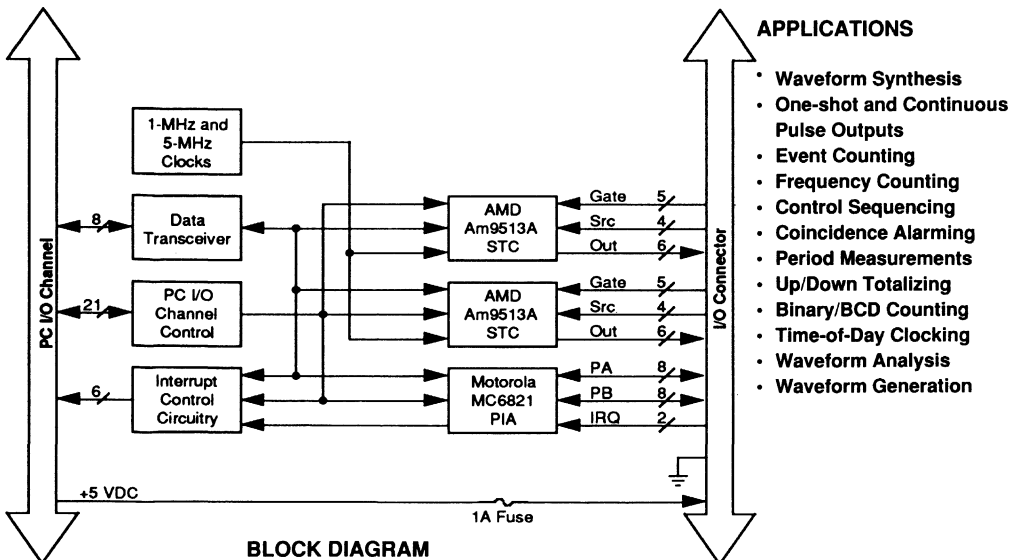 APPLICATIONS
• Waveform Synthesis
• One-shot and Continuous
Pulse Outputs
• Event Counting
• Frequency Counting
• Control Sequencing
• Coincidence Alarming
• Period Measurements
• Up/Down Totalizing
• Binary/BCD Counting
• Time-of-Day Clocking
• Waveform Analysis
• Waveform Generation
PC I/O Channel
1-MHz and
5-MHz
Clocks
8
Data
Transceiver
21
PC I/O
Channel
Control
6
Interrupt
Control
Circuitry
AMD
Am9513A
STC
Gate 5
Src 4
Out 6
AMD
Am9513A
STC
Gate 5
Src 4
Out 6
Motorola
MC6821
PIA
PA 8
PB 8
IRQ 2
I/O Connector
+5 VDC
1A Fuse
BLOCK DIAGRAM